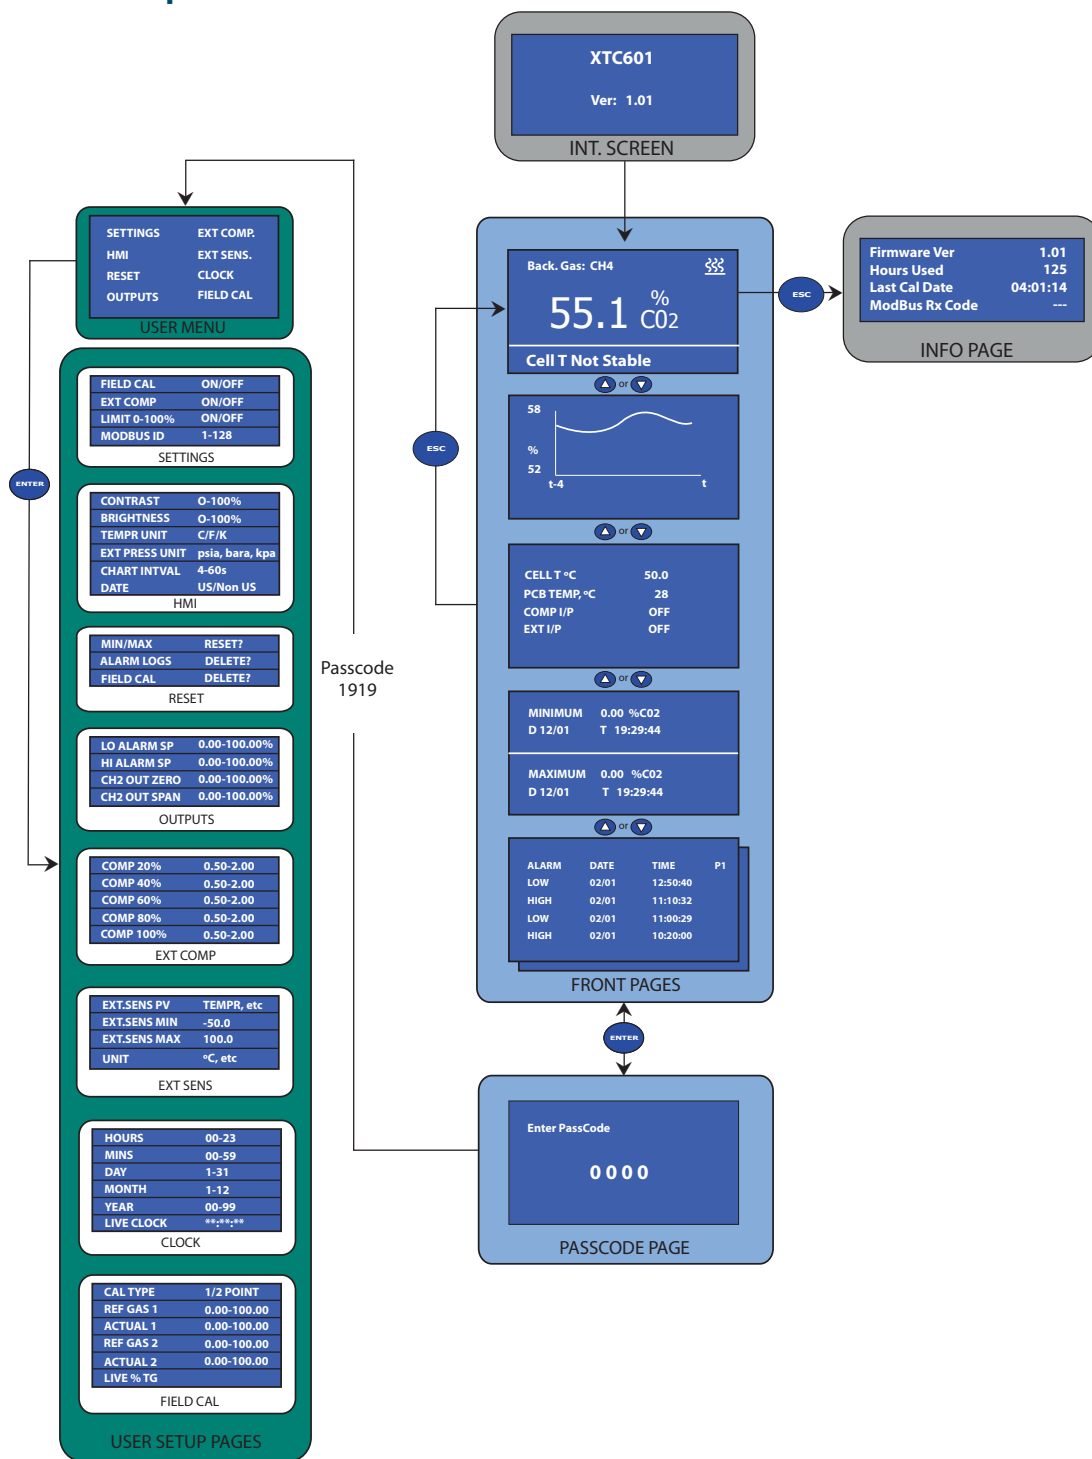 XTC601
Ver: 1.01
INT. SCREEN
SETTINGS EXT COMP.
HMI EXT SENS.
RESET CLOCK
OUTPUTS FIELD CAL
USER MENU
FIELD CAL ON/OFF
EXT COMP ON/OFF
LIMIT 0-100% ON/OFF
MODBUS ID 1-128
SETTINGS
ENTER
CONTRAST O-100%
BRIGHTNESS O-100%
TEMPR UNIT C/F/K
EXT PRESS UNIT psia, bara, kpa
CHART INTVAL 4-60s
DATE US/Non US
HMI
MIN/MAX RESET?
ALARM LOGS DELETE?
FIELD CAL DELETE?
RESET
LO ALARM SP 0.00-100.00%
HI ALARM SP 0.00-100.00%
CH2 OUT ZERO 0.00-100.00%
CH2 OUT SPAN 0.00-100.00%
OUTPUTS
COMP 20% 0.50-2.00
COMP 40% 0.50-2.00
COMP 60% 0.50-2.00
COMP 80% 0.50-2.00
COMP 100% 0.50-2.00
EXT COMP
EXT.SENS PV TEMPR, etc
EXT.SENS MIN -50.0
EXT.SENS MAX 100.0
UNIT ºC, etc
EXT SENS
HOURS 00-23
MINS 00-59
DAY 1-31
MONTH 1-12
YEAR 00-99
LIVE CLOCK **:**:**
CLOCK
CAL TYPE 1/2 POINT
REF GAS 1 0.00-100.00
ACTUAL 1 0.00-100.00
REF GAS 2 0.00-100.00
ACTUAL 2 0.00-100.00
LIVE % TG
FIELD CAL
USER SETUP PAGES
Passcode
1919
Back. Gas: CH4
55.1 % C02
Cell T Not Stable
or
ESC
58
%
52
t-4 t
or
CELL T ºC 50.0
PCB TEMP, ºC 28
COMP I/P OFF
EXT I/P OFF
or
MINIMUM 0.00 %C02
D 12/01 T 19:29:44
MAXIMUM 0.00 %C02
D 12/01 T 19:29:44
or
ALARM DATE TIME P1
LOW 02/01 12:50:40
HIGH 02/01 11:10:32
LOW 02/01 11:00:29
HIGH 02/01 10:20:00
FRONT PAGES
ENTER
Enter PassCode
0 0 0 0
PASSCODE PAGE
ESC
Firmware Ver 1.01
Hours Used 125
Last Cal Date 04:01:14
ModBus Rx Code ---
INFO PAGE